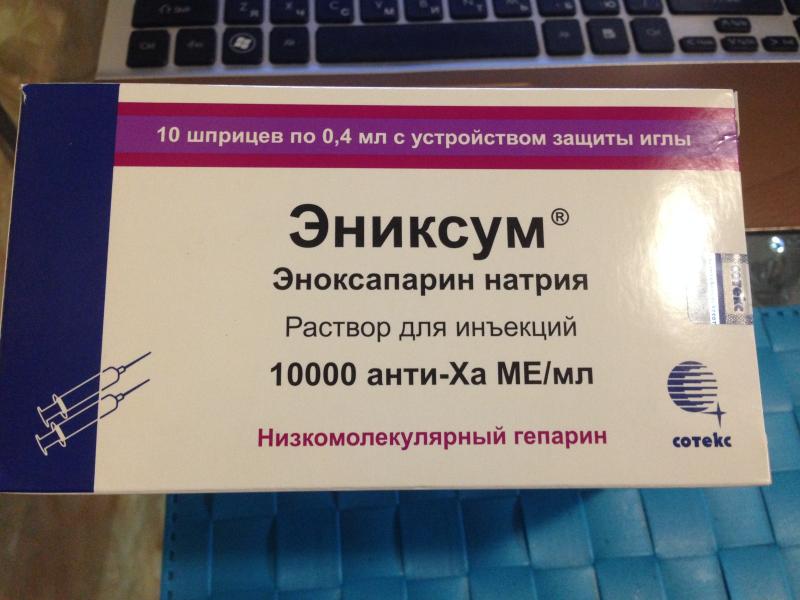 10 шприцев по 0,4 мл с устройством защиты иглы
Эниксум®
Эноксапарин натрия
Раствор для инъекций
10000 анти-Ха МЕ/мл
Низкомолекулярный гепарин
сотекс
сотекс